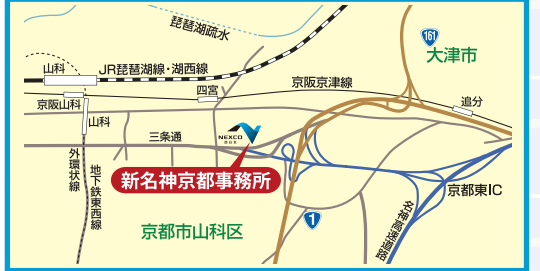 琵琶湖疏水
161
大津市
山科
JR琵琶湖線・湖西線
京阪京津線
四宮
追分
京阪山科
山科
三条通
NEXCO
外環状線
地下鉄東西線
新名神京都事務所
京都東IC
1
名神高速道路
京都市山科区